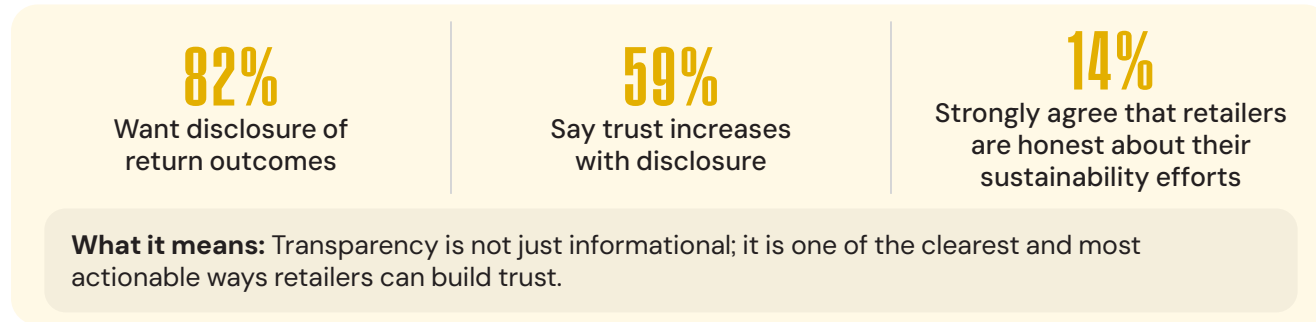 82%
Want disclosure of
return outcomes
59%
Say trust increases
with disclosure
14%
Strongly agree that retailers
are honest about their
sustainability efforts
What it means: Transparency is not just informational; it is one of the clearest and most
actionable ways retailers can build trust.